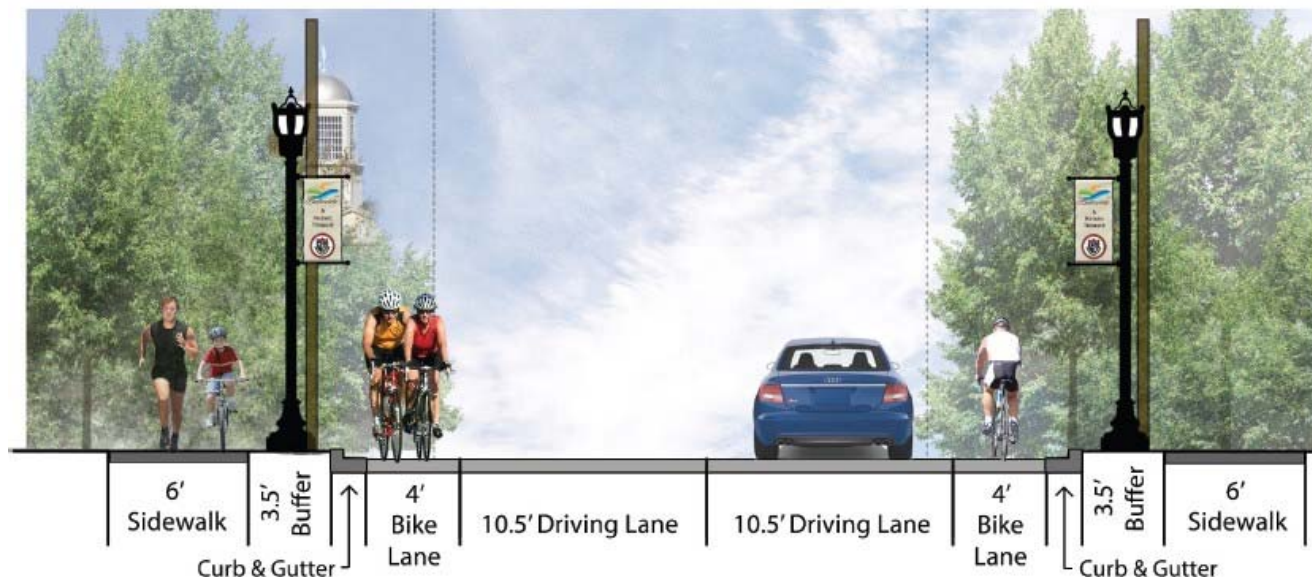 6'
Sidewalk
3.5'
Buffer
Curb & Gutter
4'
Bike
Lane
10.5' Driving Lane
10.5' Driving Lane
4'
Bike
Lane
Curb & Gutter
3.5'
Buffer
6'
Sidewalk